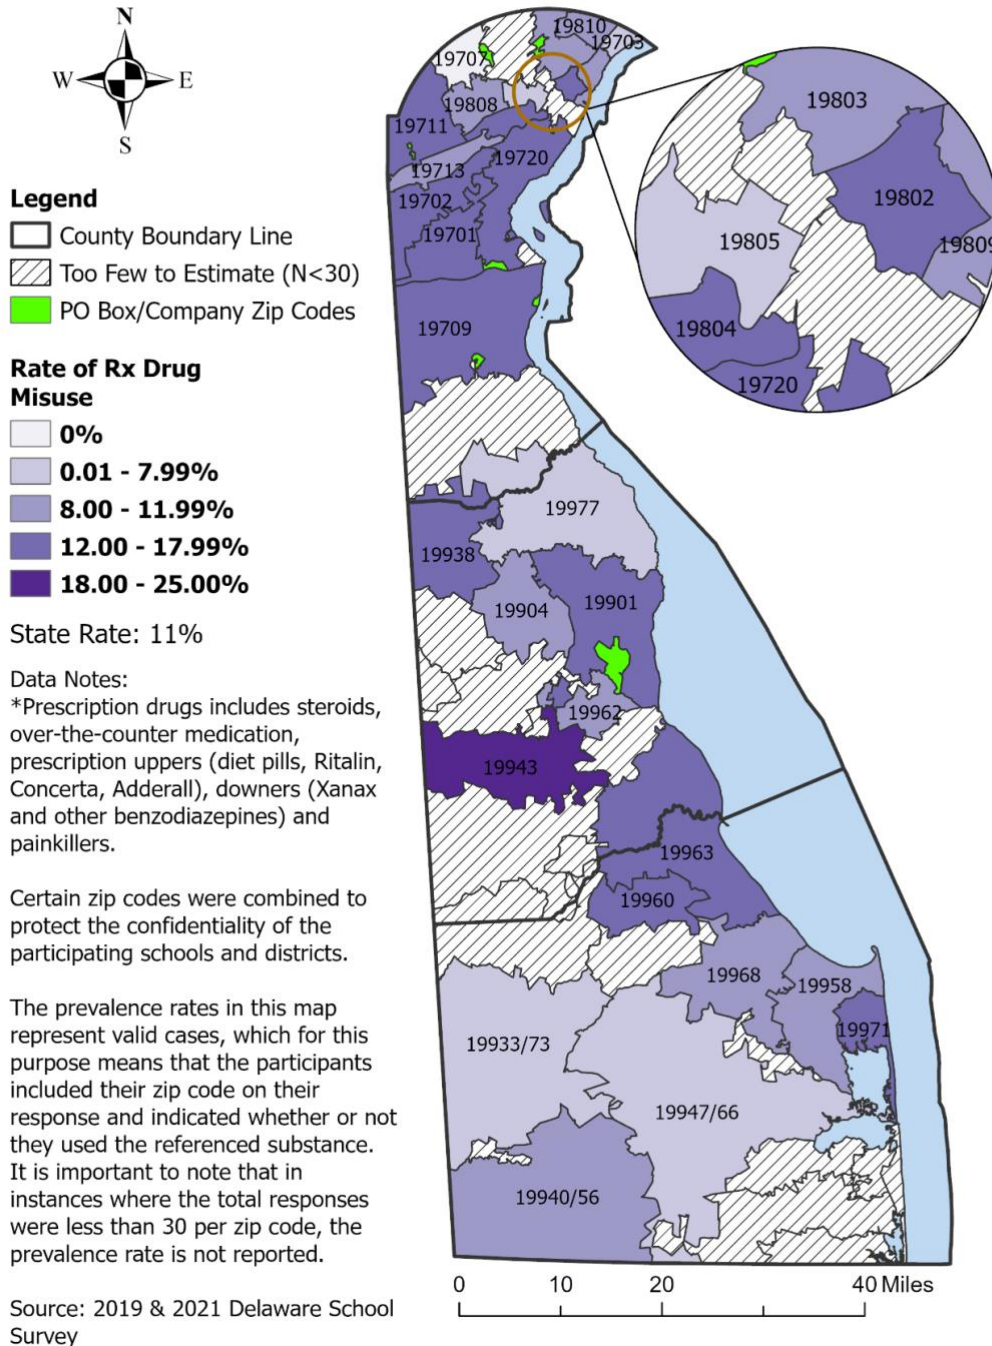 N
W E
S
Legend
County Boundary Line
Too Few to Estimate (N<30)
PO Box/Company Zip Codes
Rate of Rx Drug
Misuse
0%
0.01 - 7.99%
8.00 - 11.99%
12.00 - 17.99%
18.00 - 25.00%
State Rate: 11%
Data Notes:
*Prescription drugs includes steroids,
over-the-counter medication,
prescription uppers (diet pills, Ritalin,
Concerta, Adderall), downers (Xanax
and other benzodiazepines) and
painkillers.
Certain zip codes were combined to
protect the confidentiality of the
participating schools and districts.
The prevalence rates in this map
represent valid cases, which for this
purpose means that the participants
included their zip code on their
response and indicated whether or not
they used the referenced substance.
It is important to note that in
instances where the total responses
were less than 30 per zip code, the
prevalence rate is not reported.
Source: 2019 & 2021 Delaware School
Survey
19810
19703
19707
19808
19711
19720
19713
19702
19701
19709
19803
19802
19805
19809
19804
19720
19977
19938
19904
19901
19962
19943
19963
19960
19968
19958
19971
19933/73
19947/66
19940/56
0 10 20 40 Miles